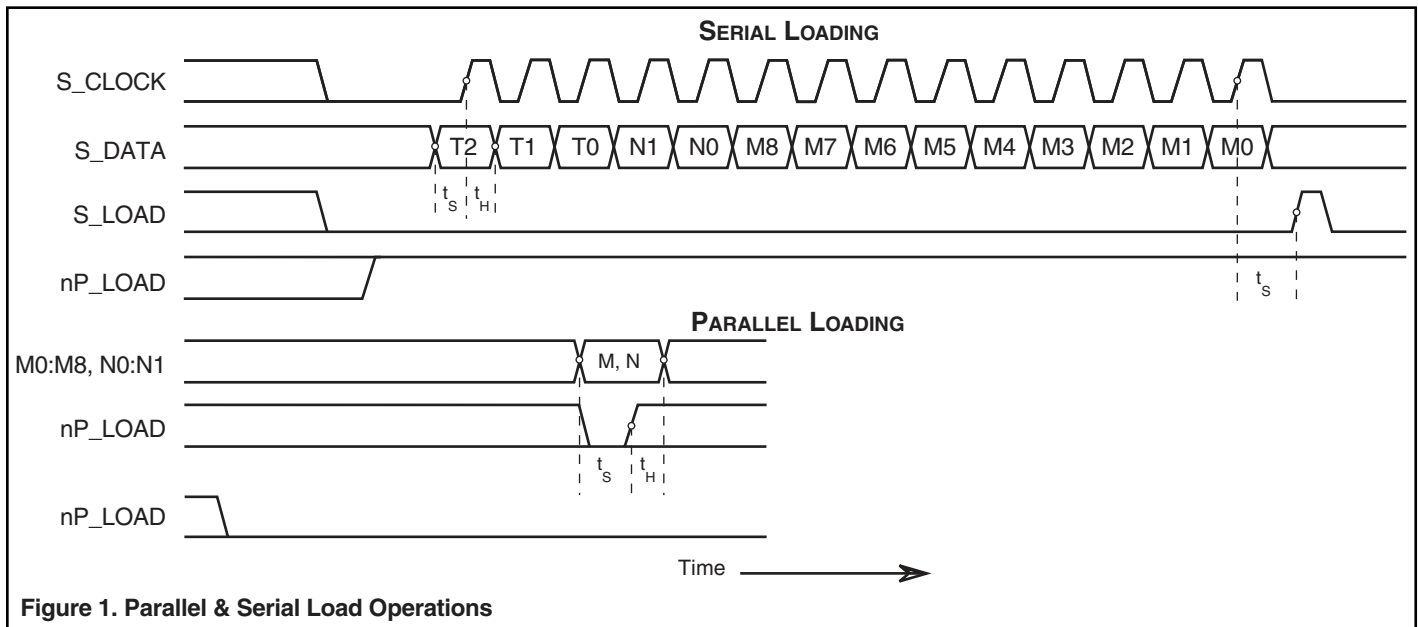 SERIAL LOADING
S_CLOCK
S_DATA T2 T1 T0 N1 N0 M8 M7 M6 M5 M4 M3 M2 M1 M0
tS tH
S_LOAD
nP_LOAD
tS
PARALLEL LOADING
M0:M8, N0:N1 M, N
nP_LOAD
tS tH
nP_LOAD
Time
Figure 1. Parallel & Serial Load Operations